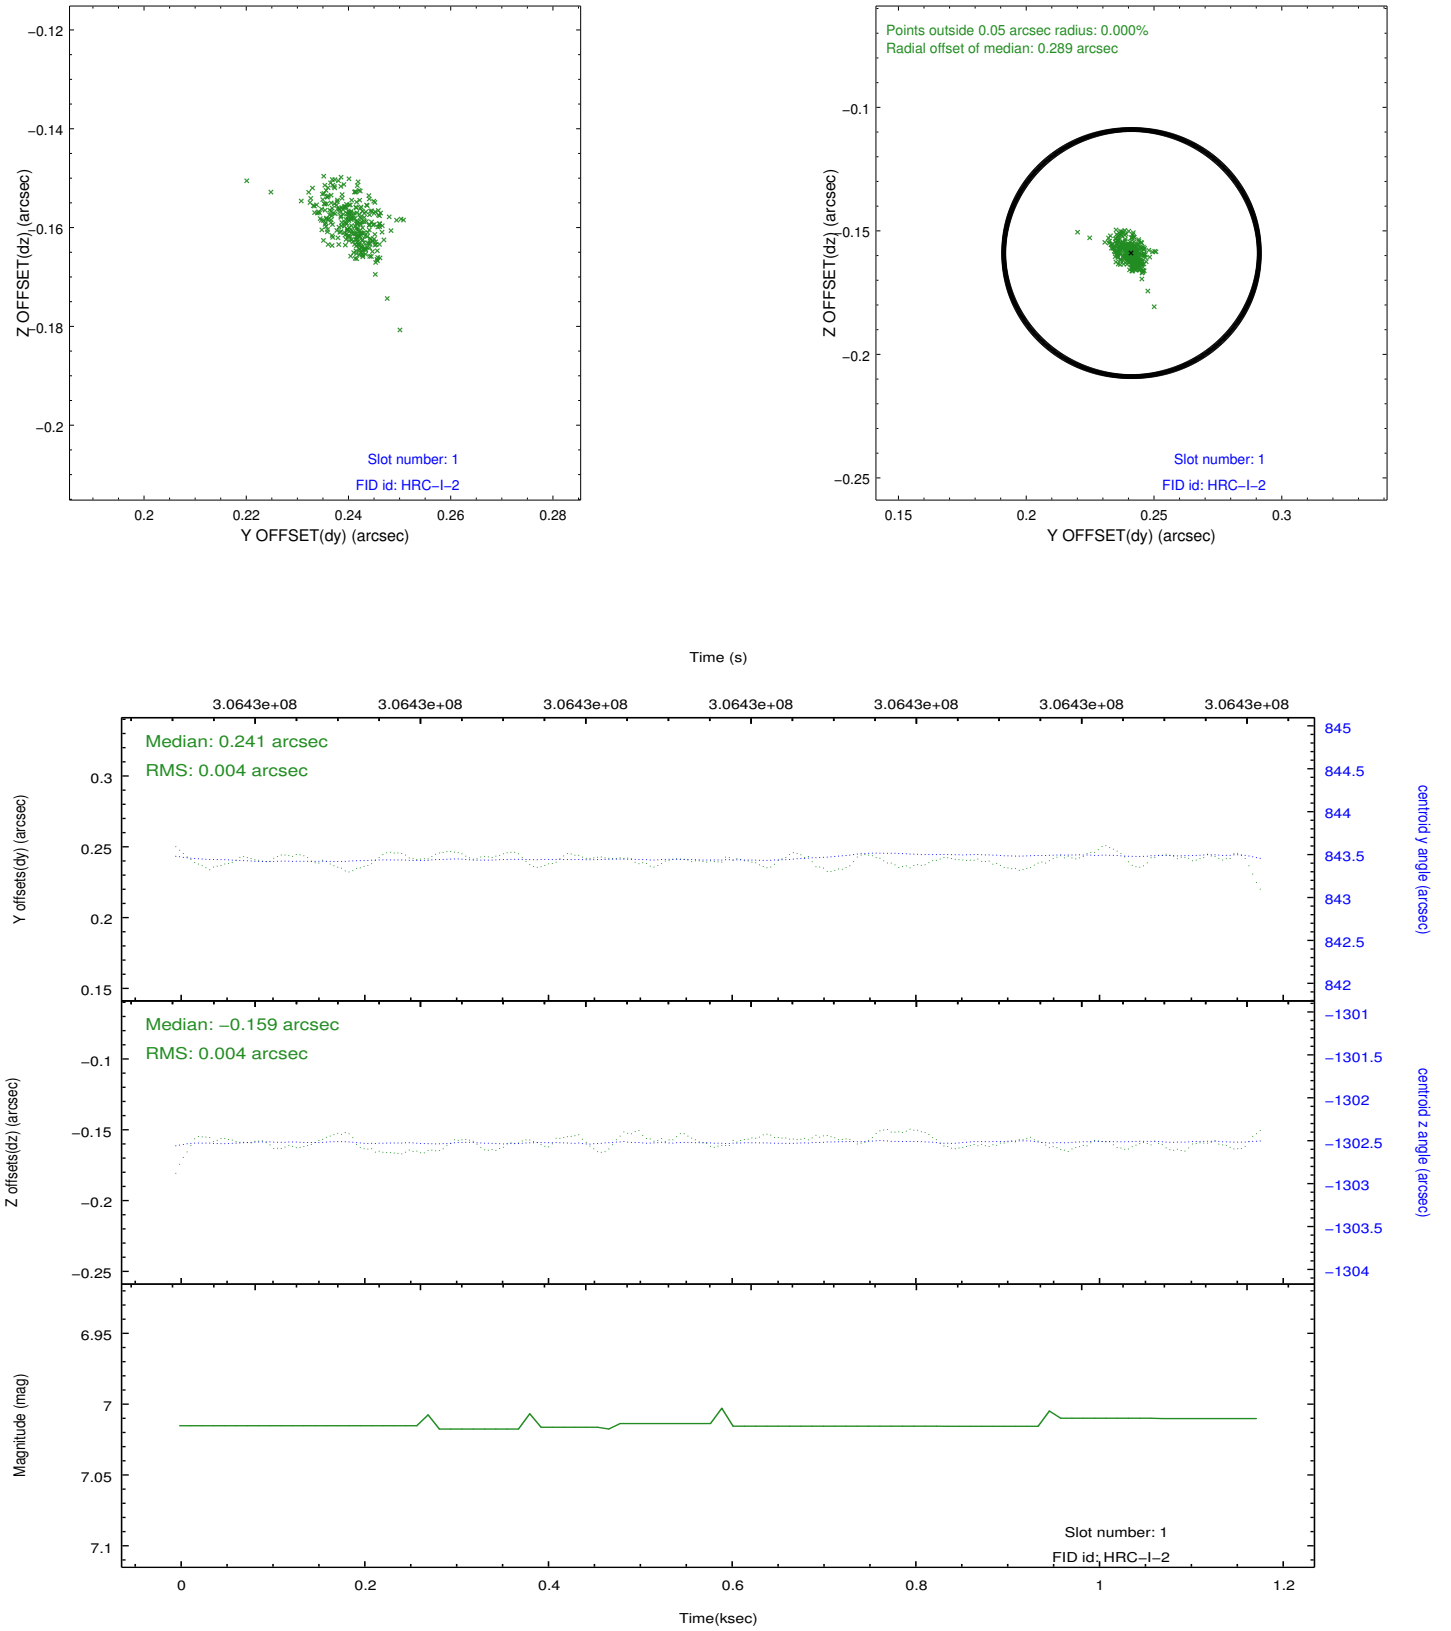 −0.12
−0.14
−0.16
−0.18
−0.2
Z OFFSET(dz) (arcsec)
Slot number: 1
FID id: HRC−I−2
0.2 0.22 0.24 0.26 0.28
Y OFFSET(dy) (arcsec)
Points outside 0.05 arcsec radius: 0.000%
Radial offset of median: 0.289 arcsec
−0.1
−0.15
−0.2
−0.25
Z OFFSET(dz) (arcsec)
Slot number: 1
FID id: HRC−I−2
0.15 0.2 0.25 0.3
Y OFFSET(dy) (arcsec)
Time (s)
3.0643e+08 3.0643e+08 3.0643e+08 3.0643e+08 3.0643e+08 3.0643e+08 3.0643e+08
Median: 0.241 arcsec
RMS: 0.004 arcsec
0.3
0.25
0.2
0.15
Y offsets(dy) (arcsec)
845
844.5
844
843.5
843
842.5
842
centroid y angle (arcsec)
Median: −0.159 arcsec
RMS: 0.004 arcsec
−0.1
−0.15
−0.2
−0.25
Z offsets(dz) (arcsec)
−1301
−1301.5
−1302
−1302.5
−1303
−1303.5
−1304
centroid z angle (arcsec)
6.95
7
7.05
7.1
Magnitude (mag)
Slot number: 1
FID id: HRC−I−2
0 0.2 0.4 0.6 0.8 1 1.2
Time(ksec)